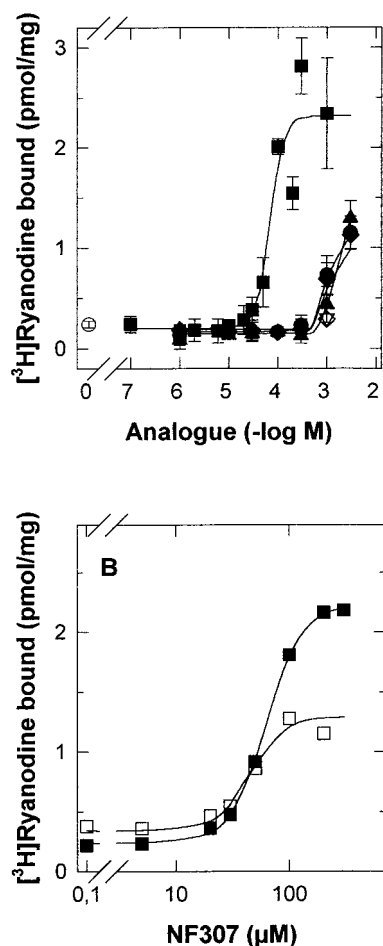 [³H]Ryanodine bound (pmol/mg)
3
2
1
0
0 7 6 5 4 3 2
Analogue (-log M)
B
[³H]Ryanodine bound (pmol/mg)
2
1
0
0,1 10 100
NF307 (µM)